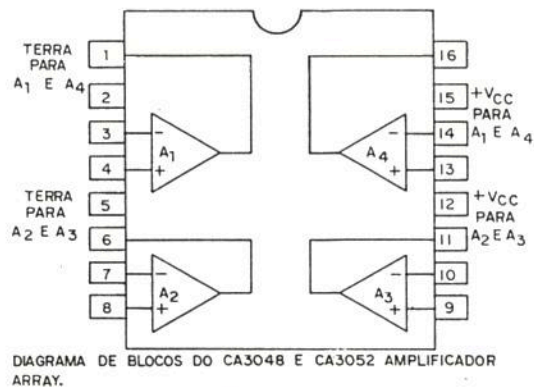 TERRA
PARA
A1 E A4
1
2
3
4
TERRA
PARA
A2 E A3
5
6
7
8
-
+
A1
-
+
A2
-
+
A4
-
+
A3
16
15
14
13
+VCC
PARA
A1 E A4
12
11
10
9
+VCC
PARA
A2 E A3
DIAGRAMA DE BLOCOS DO CA3048 E CA3052 AMPLIFICADOR
ARRAY.